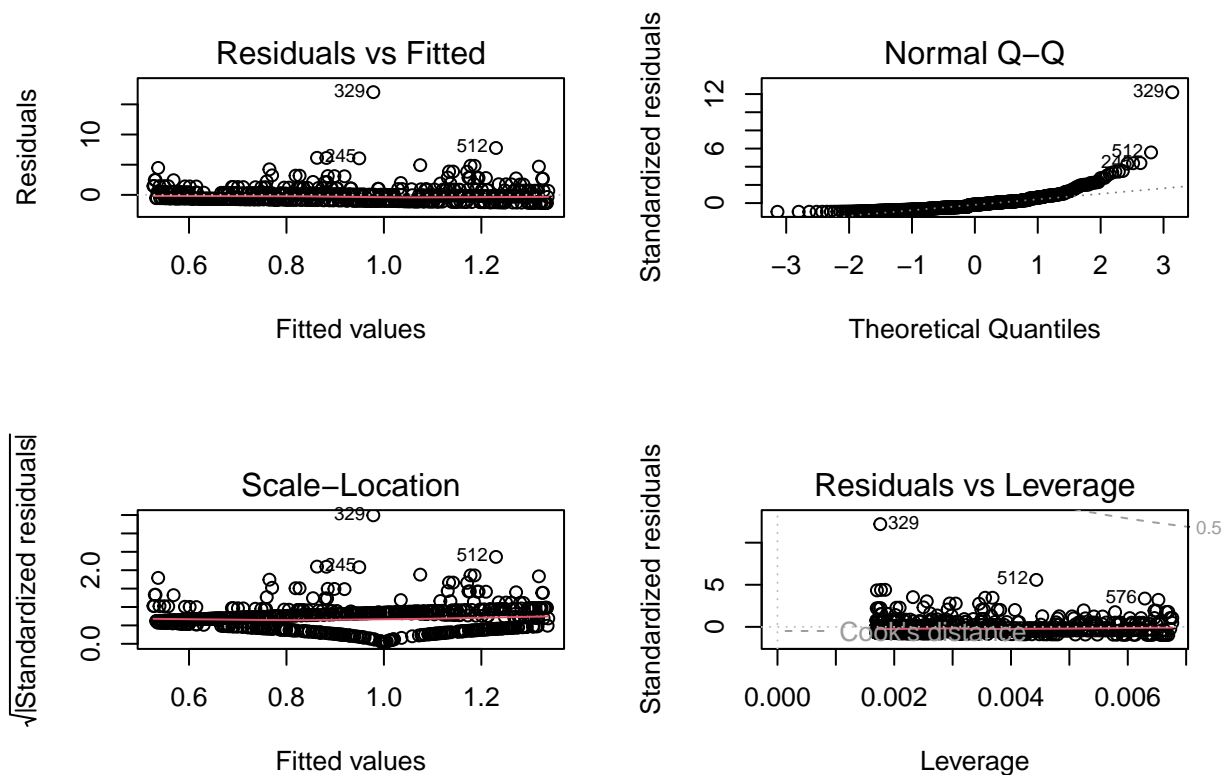 Residuals vs Fitted
Residuals
0
10
329
245
512
0.6 0.8 1.0 1.2
Fitted values
Normal Q−Q
Standardized residuals
0
6
12
329
512
245
−3 −2 −1 0 1 2 3
Theoretical Quantiles
Scale−Location
√|Standardized residuals|
0.0
2.0
329
245
512
0.6 0.8 1.0 1.2
Fitted values
Residuals vs Leverage
Standardized residuals
0
5
329
512
576
0.5
Cook's distance
0.000 0.002 0.004 0.006
Leverage